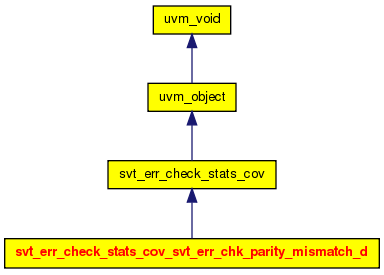 uvm_void
uvm_object
svt_err_check_stats_cov
svt_err_check_stats_cov_svt_err_chk_parity_mismatch_d